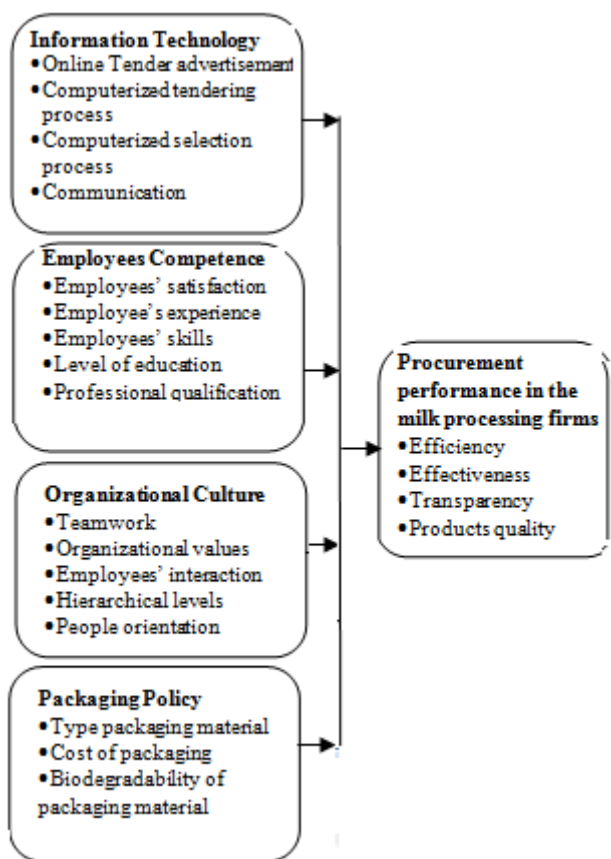 Information Technology
•Online Tender advertisement
•Computerized tendering
process
•Computerized selection
process
•Communication
Employees Competence
•Employees’ satisfaction
•Employee’s experience
•Employees’ skills
•Level of education
•Professional qualification
Organizational Culture
•Teamwork
•Organizational values
•Employees’ interaction
•Hierarchical levels
•People orientation
Packaging Policy
•Type packaging material
•Cost of packaging
•Biodegradability of
packaging material
Procurement
performance in the
milk processing firms
•Efficiency
•Effectiveness
•Transparency
•Products quality